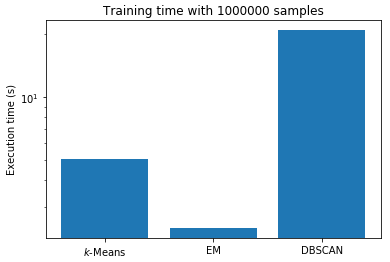 Training time with 1000000 samples
Execution time (s)
10¹
k-Means EM DBSCAN